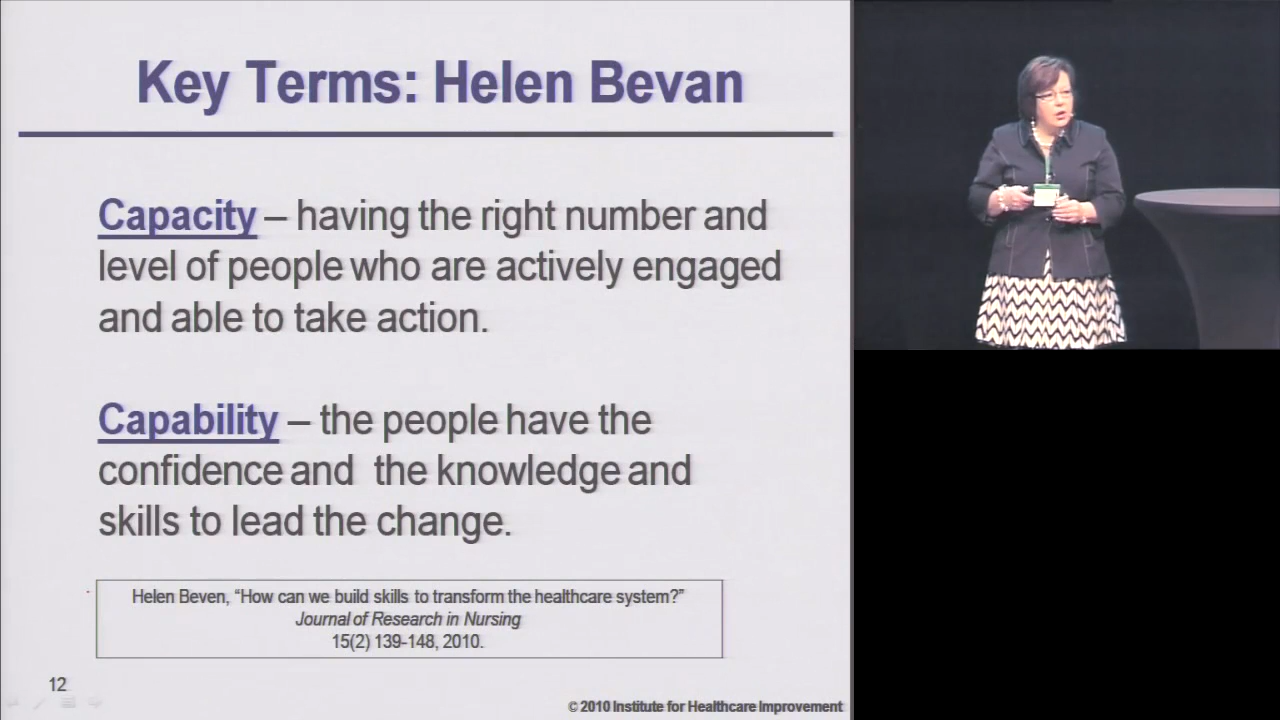 Key Terms: Helen Bevan
Capacity – having the right number and
level of people who are actively engaged
and able to take action.
Capability – the people have the
confidence and the knowledge and
skills to lead the change.
Helen Beven, “How can we build skills to transform the healthcare system?”
Journal of Research in Nursing
15(2) 139-148, 2010.
12
© 2010 Institute for Healthcare Improvement